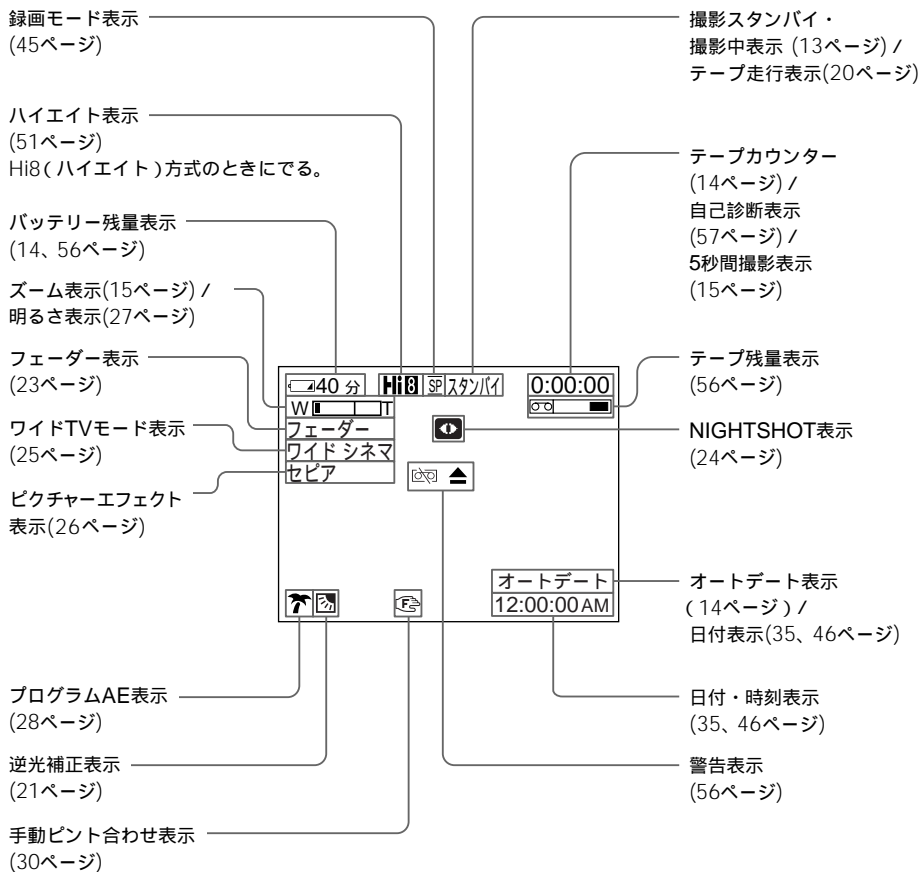 録画モード表示
(45ページ)
ハイエイト表示
(51ページ)
Hi8(ハイエイト)方式のときにでる。
バッテリー残量表示
(14、56ページ)
ズーム表示(15ページ) /
明るさ表示(27ページ)
フェーダー表示
(23ページ)
ワイドTVモード表示
(25ページ)
ピクチャーエフェクト
表示(26ページ)
プログラムAE表示
(28ページ)
逆光補正表示
(21ページ)
手動ピント合わせ表示
(30ページ)
40 分 Hi8 SP スタンバイ 0:00:00
W T
フェーダー
ワイド シネマ
セピア
オートデート
12:00:00 AM
撮影スタンバイ・
撮影中表示 (13ページ) /
テープ走行表示(20ページ)
テープカウンター
(14ページ) /
自己診断表示
(57ページ) /
5秒間撮影表示
(15ページ)
テープ残量表示
(56ページ)
NIGHTSHOT表示
(24ページ)
オートデート表示
(14ページ) /
日付表示(35、46ページ)
日付・時刻表示
(35、46ページ)
警告表示
(56ページ)